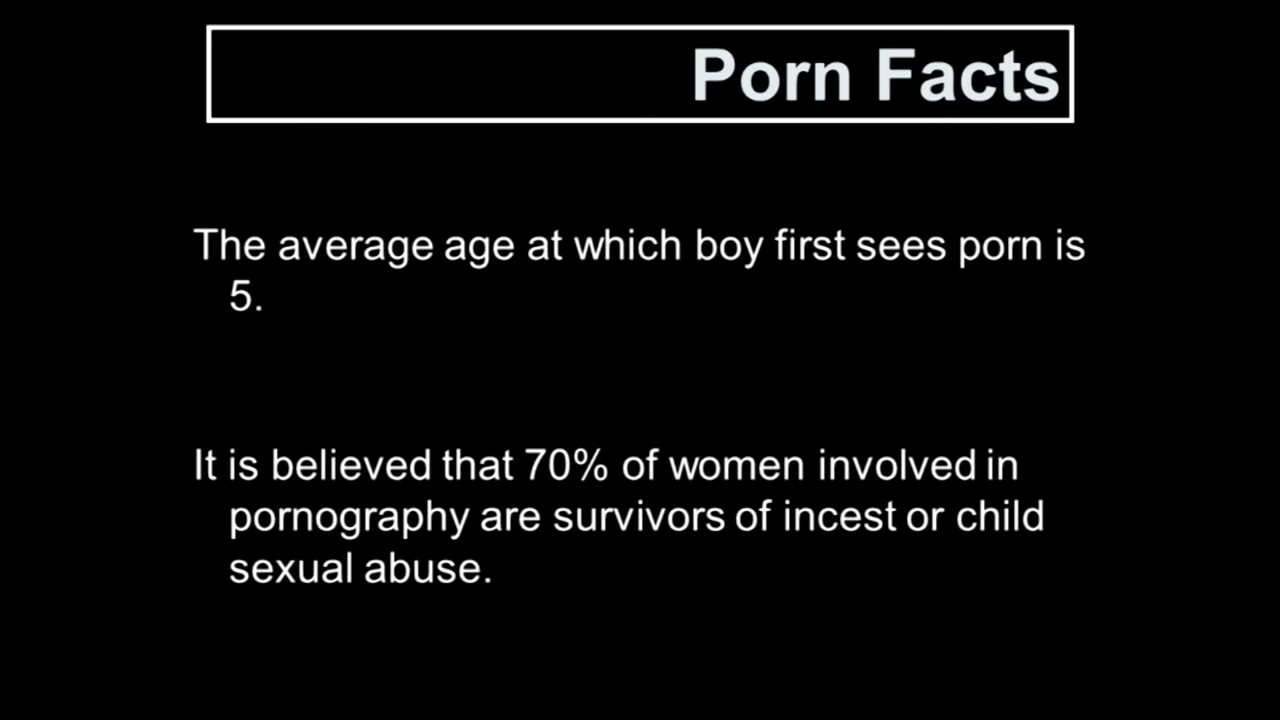 Porn Facts
The average age at which boy first sees porn is
5.
It is believed that 70% of women involved in
pornography are survivors of incest or child
sexual abuse.